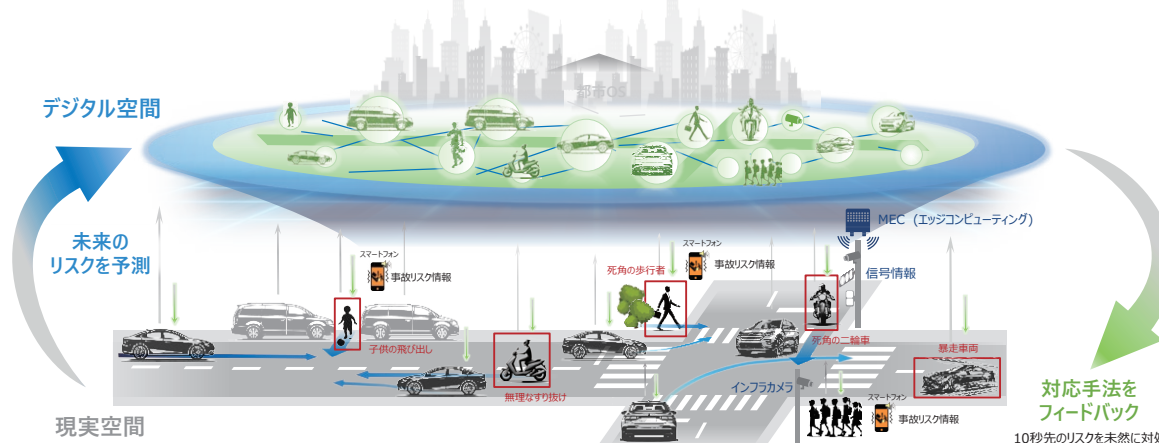 都市OS
デジタル空間
MEC（エッジコンピューティング）
未来の
リスクを予測
スマートフォン
事故リスク情報
死角の歩行者
スマートフォン
事故リスク情報
信号情報
子供の飛び出し
死角の二輪車
暴走車両
無理なすり抜け
インフラカメラ
スマートフォン
事故リスク情報
対応手法を
フィードバック
現実空間
10秒先のリスクを未然に対処